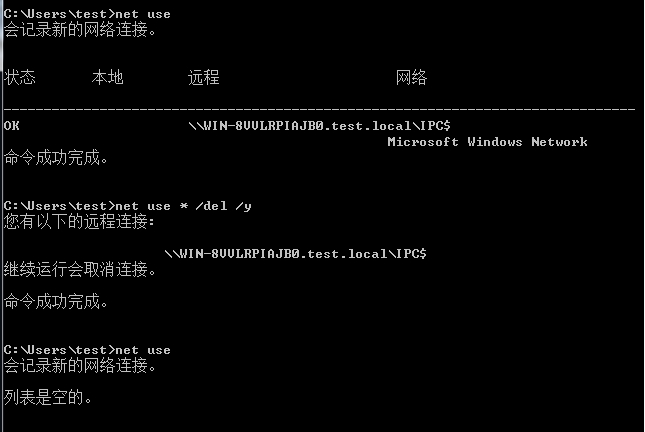 C:\Users\test>net use
会记录新的网络连接。
状态 本地 远程 网络
-------------------------------------------------------------------------------
OK \\WIN-8VVLRPIAJB0.test.local\IPC$
Microsoft Windows Network
命令成功完成。
C:\Users\test>net use * /del /y
您有以下的远程连接:
\\WIN-8VVLRPIAJB0.test.local\IPC$
继续运行会取消连接。
命令成功完成。
C:\Users\test>net use
会记录新的网络连接。
列表是空的。